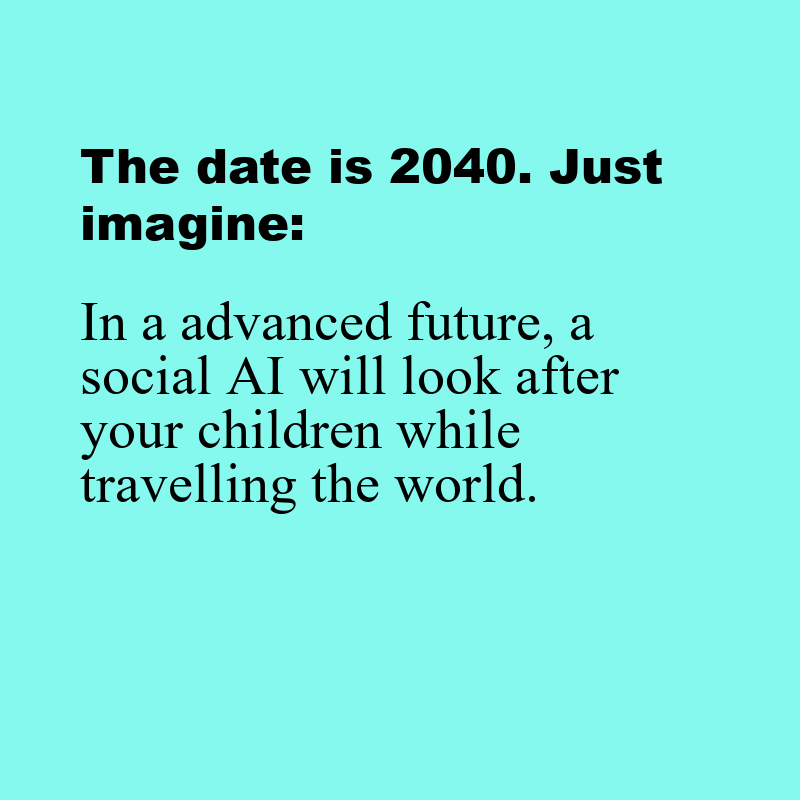 The date is 2040. Just
imagine:
In a advanced future, a
social AI will look after
your children while
travelling the world.